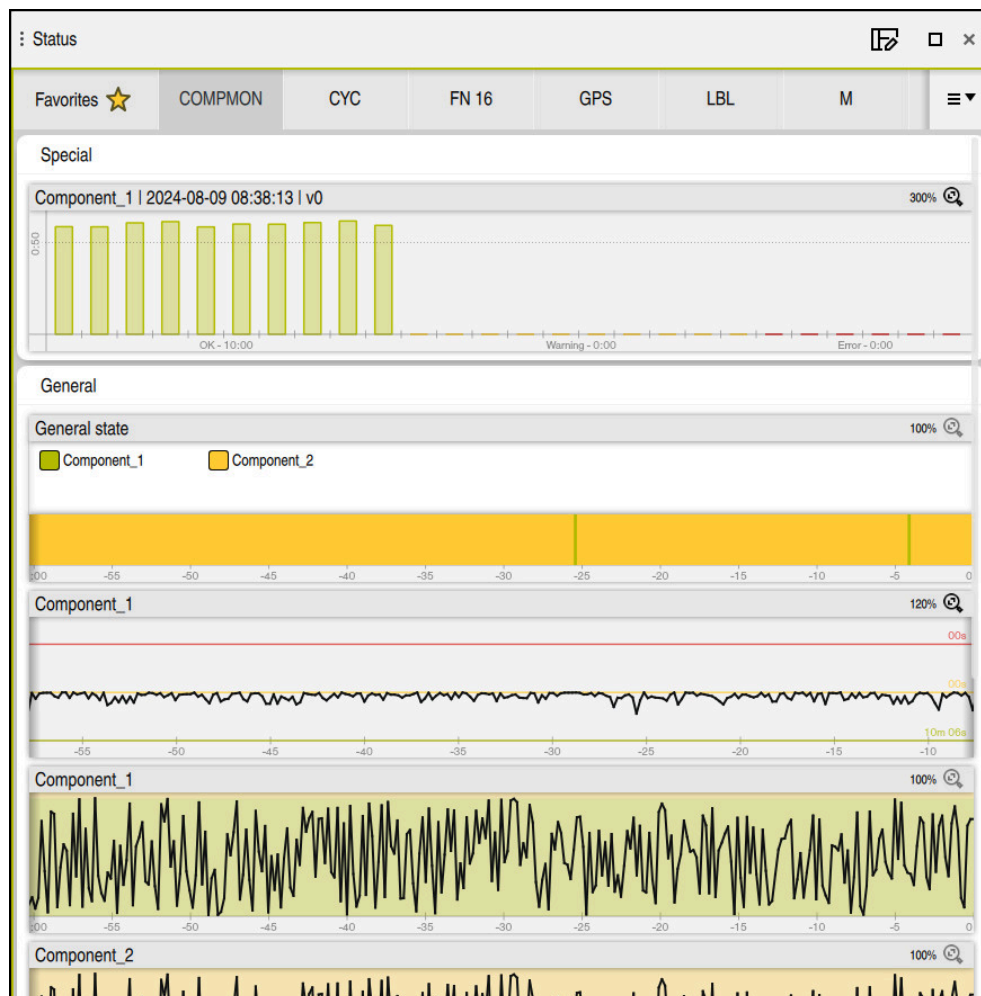 Status
Favorites COMPMON CYC FN 16 GPS LBL M
Special
Component_1 | 2024-08-09 08:38:13 | v0 300%
0:50
OK - 10:00 Warning - 0:00 Error - 0:00
General
General state 100%
Component_1 Component_2
:00 -55 -50 -45 -40 -35 -30 -25 -20 -15 -10 -5 0
Component_1 120%
00s
00s
10m 06s
-55 -50 -45 -40 -35 -30 -25 -20 -15 -10
Component_1 100%
:00 -55 -50 -45 -40 -35 -30 -25 -20 -15 -10 -5 0
Component_2 100%